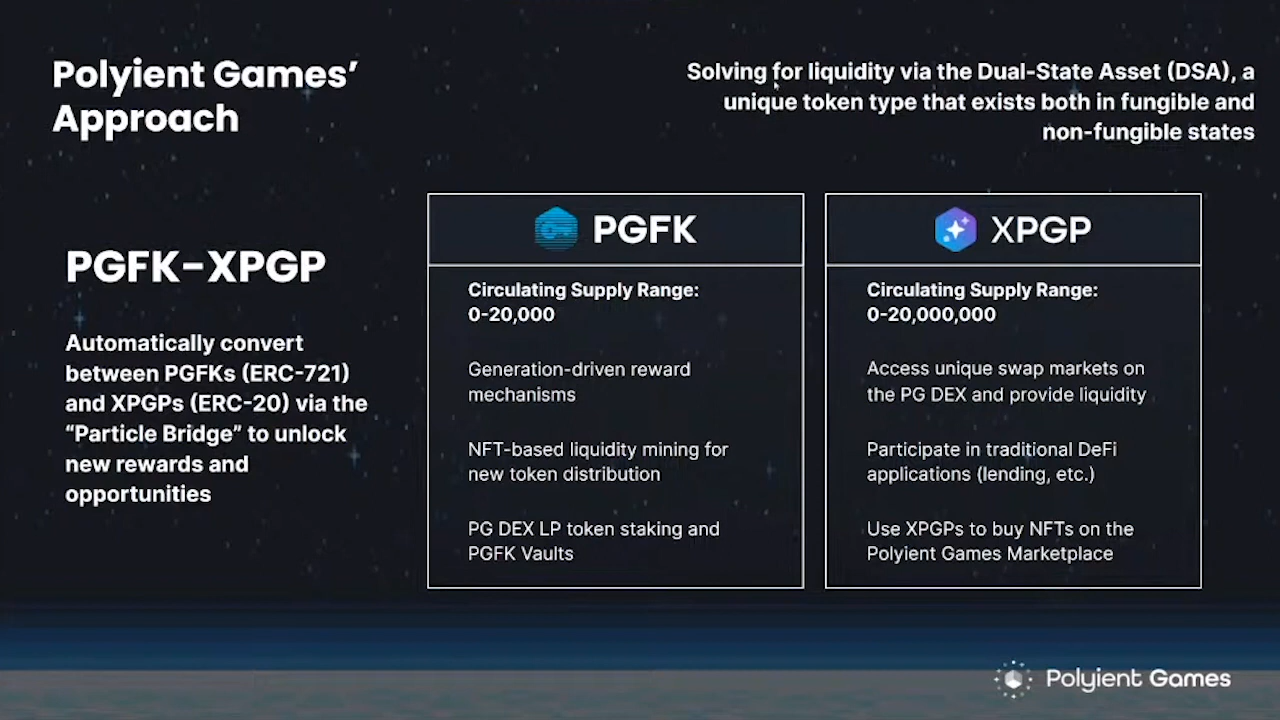 Polyient Games’
Approach
Solving for liquidity via the Dual-State Asset (DSA), a
unique token type that exists both in fungible and
non-fungible states
PGFK-XPGP
Automatically convert
between PGFKs (ERC-721)
and XPGPs (ERC-20) via the
“Particle Bridge” to unlock
new rewards and
opportunities
PGFK
Circulating Supply Range:
0-20,000
Generation-driven reward
mechanisms
NFT-based liquidity mining for
new token distribution
PG DEX LP token staking and
PGFK Vaults
XPGP
Circulating Supply Range:
0-20,000,000
Access unique swap markets on
the PG DEX and provide liquidity
Participate in traditional DeFi
applications (lending, etc.)
Use XPGPs to buy NFTs on the
Polyient Games Marketplace
Polyient Games